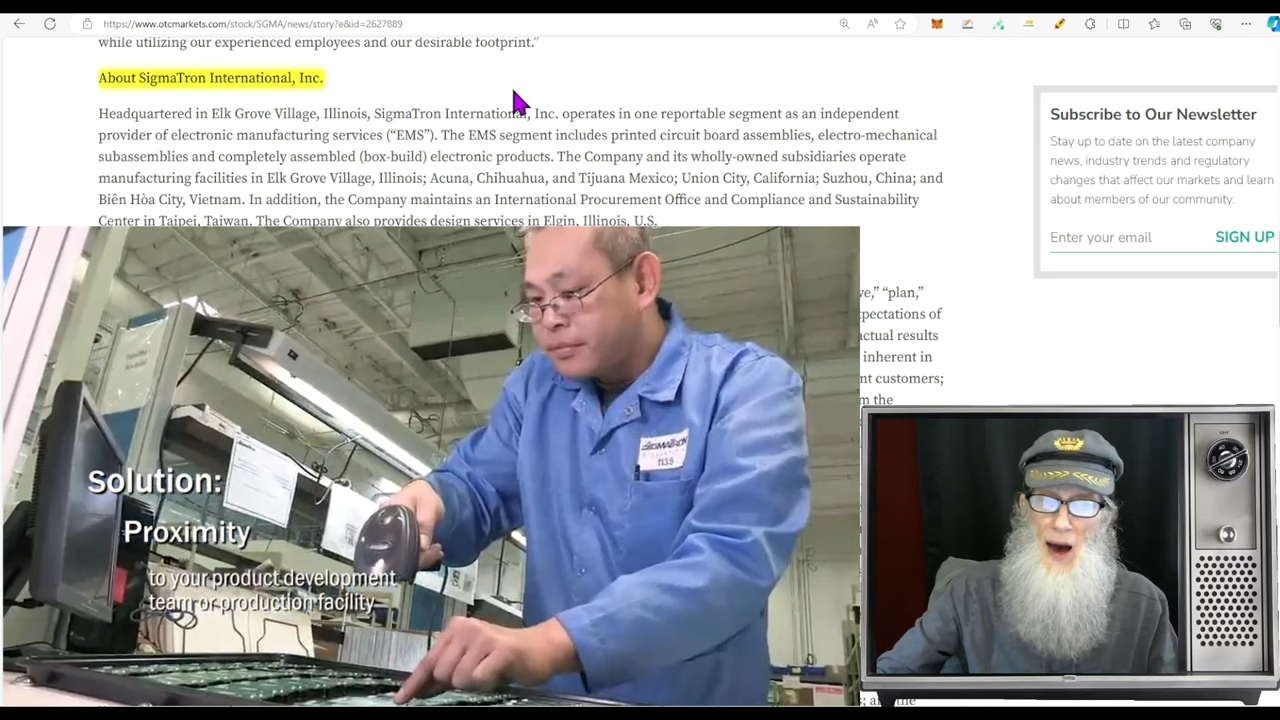 https://www.otcmarkets.com/stock/SGMA/news/story?e&id=2627889
while utilizing our experienced employees and our desirable footprint.”
About SigmaTron International, Inc.
Headquartered in Elk Grove Village, Illinois, SigmaTron International, Inc. operates in one reportable segment as an independent
provider of electronic manufacturing services (“EMS”). The EMS segment includes printed circuit board assemblies, electro-mechanical
subassemblies and completely assembled (box-build) electronic products. The Company and its wholly-owned subsidiaries operate
manufacturing facilities in Elk Grove Village, Illinois; Acuna, Chihuahua, and Tijuana Mexico; Union City, California; Suzhou, China; and
Biên Hòa City, Vietnam. In addition, the Company maintains an International Procurement Office and Compliance and Sustainability
Center in Taipei, Taiwan. The Company also provides design services in Elgin, Illinois, U.S.
Subscribe to Our Newsletter
Stay up to date on the latest company
news, industry trends and regulatory
changes that affect our markets and learn
about members of our community.
Enter your email SIGN UP
ve,” “plan,”
xpectations of
actual results
inherent in
nt customers;
m the
Solution:
Proximity
to your product development
team or production facility
SIGMATRON
1139